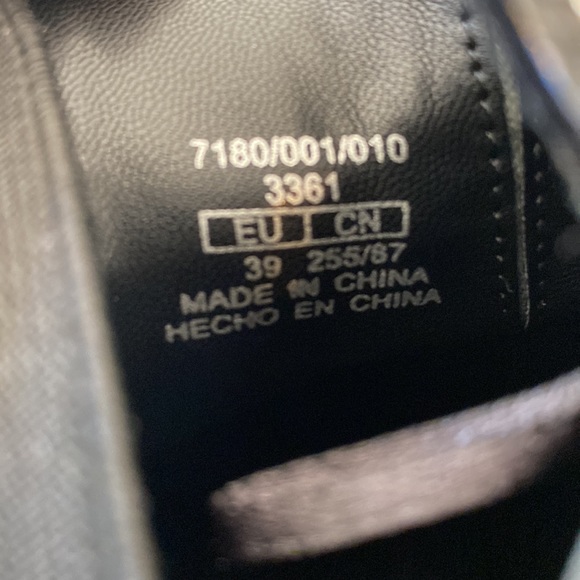 7180/001/010
3361
EU CN
39 255/87
MADE IN CHINA
HECHO EN CHINA